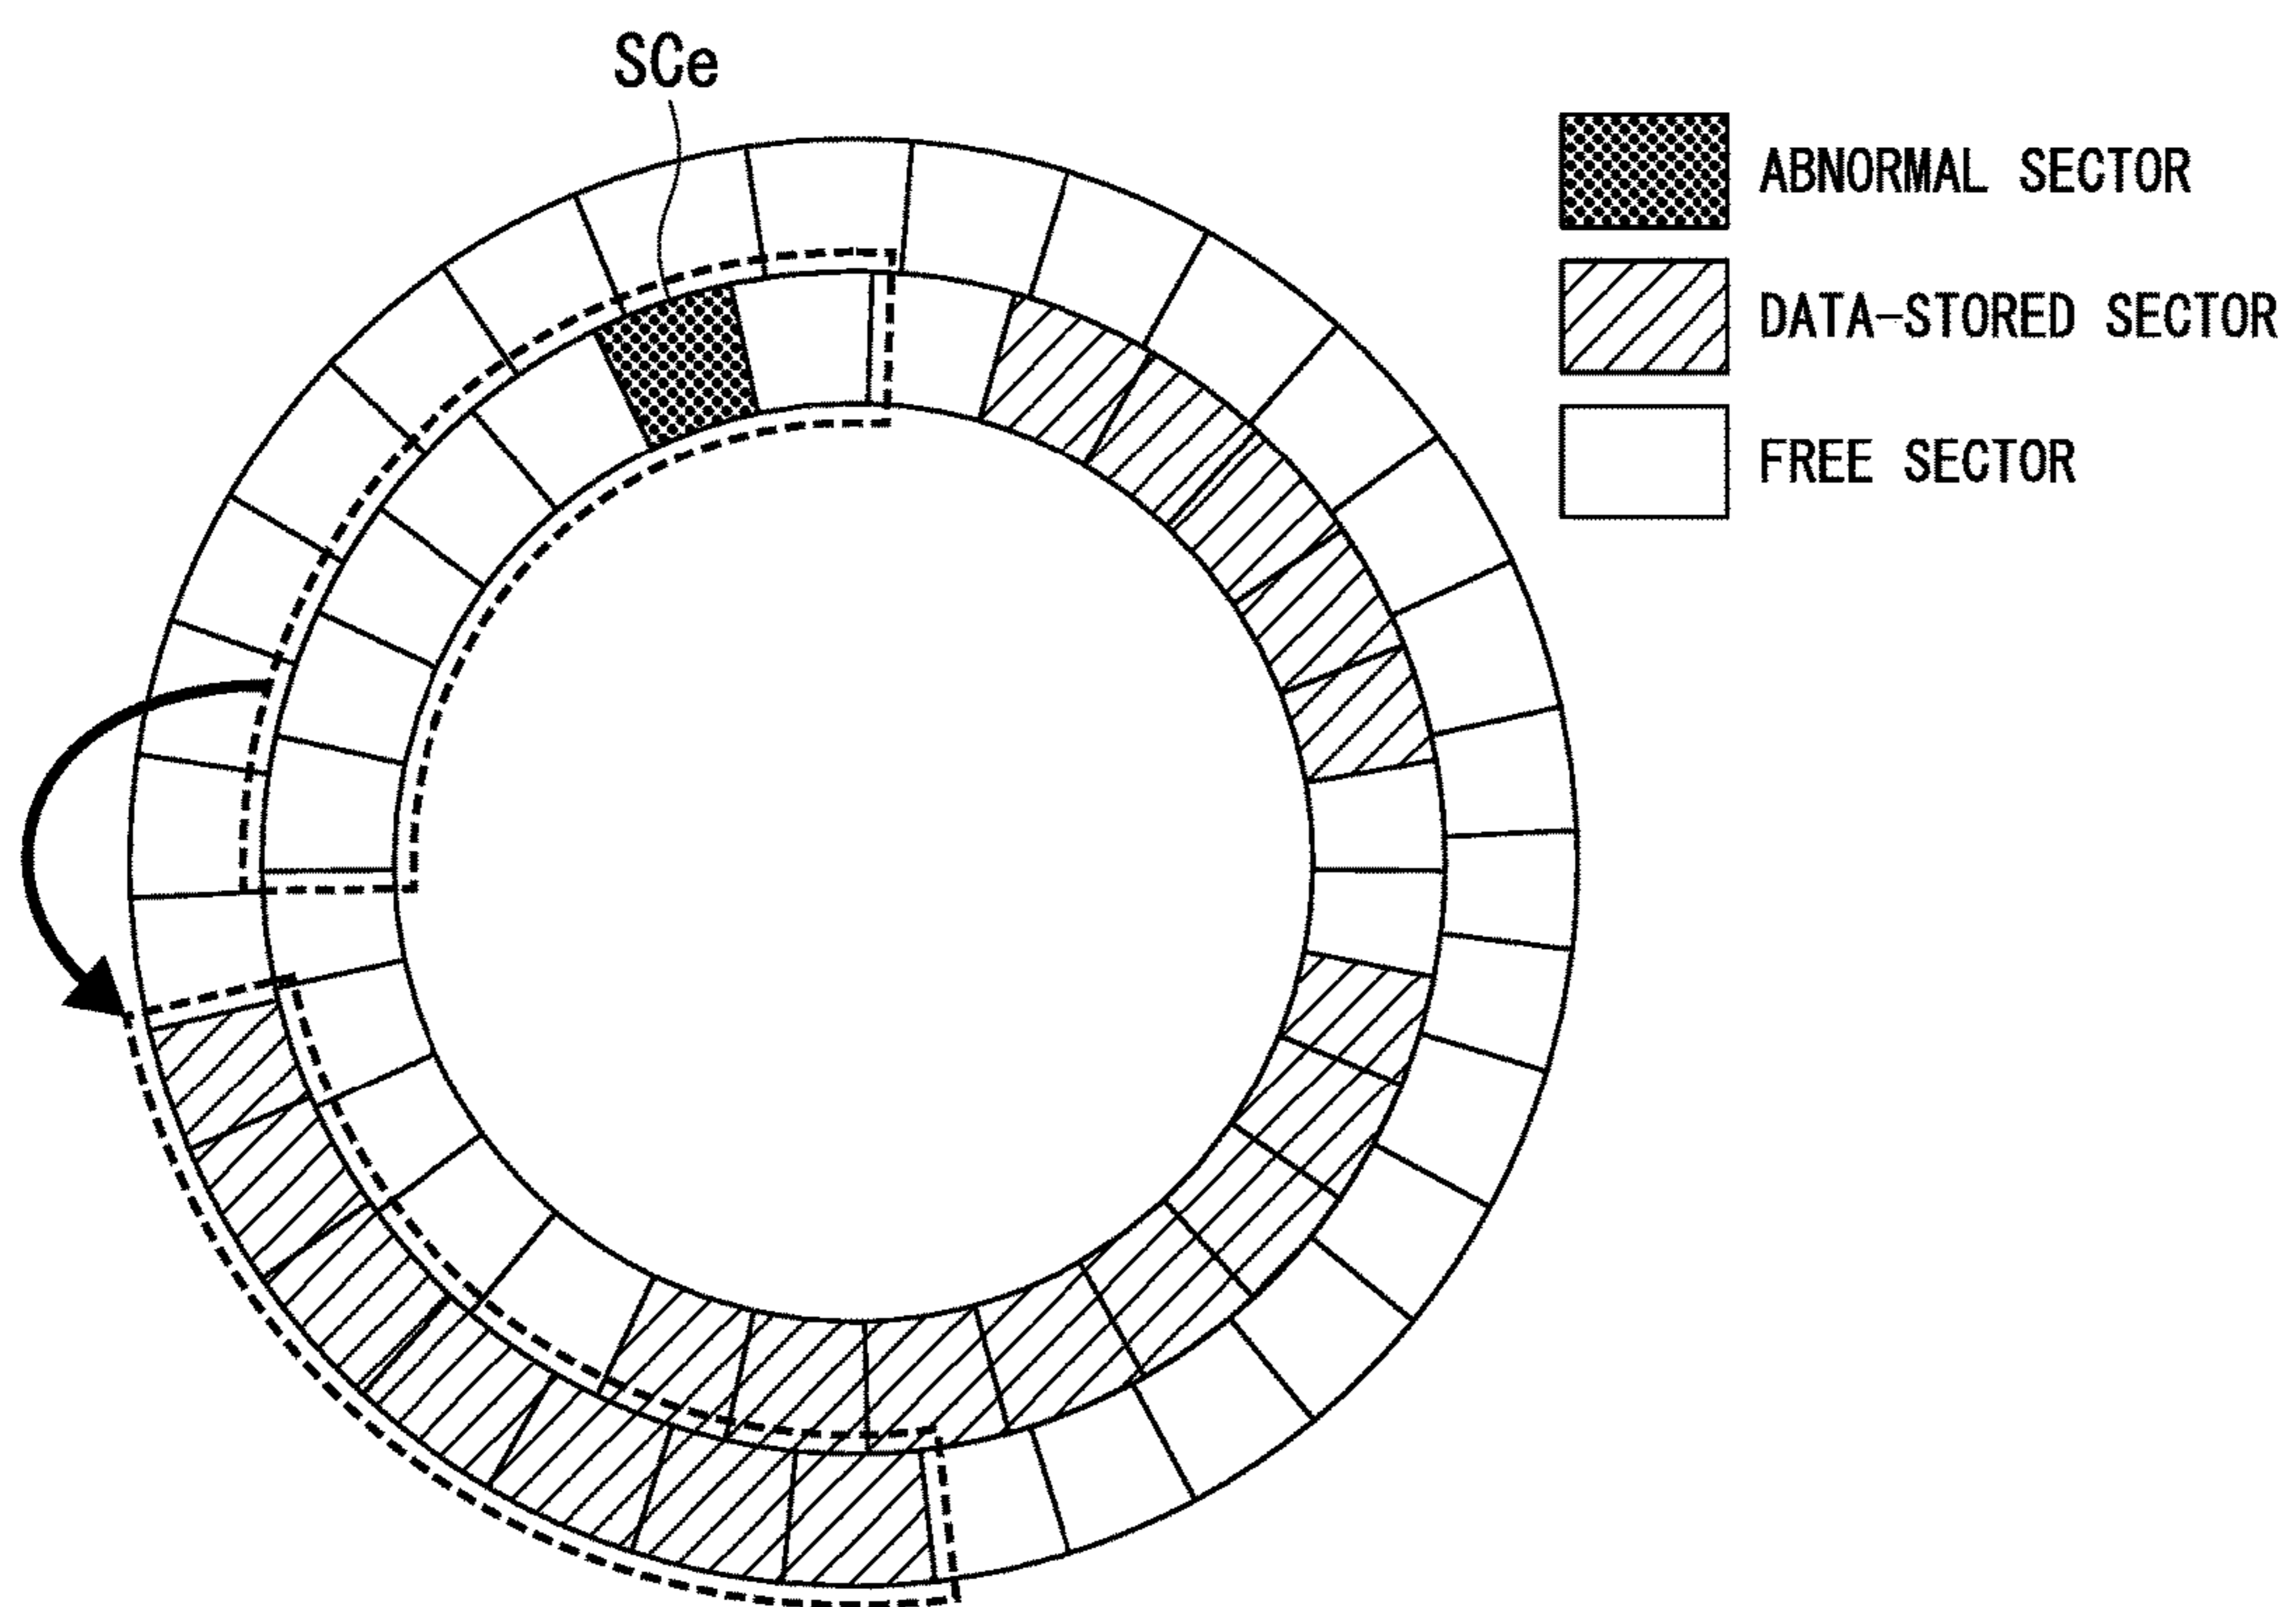 SCe
ABNORMAL SECTOR
DATA-STORED SECTOR
FREE SECTOR